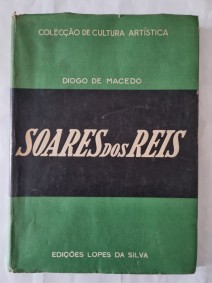 COLECÇÃO DE CULTURA ARTÍSTICA
DIOGO DE MACEDO
SOARES DOS REIS
EDIÇÕES LOPES DA SILVA